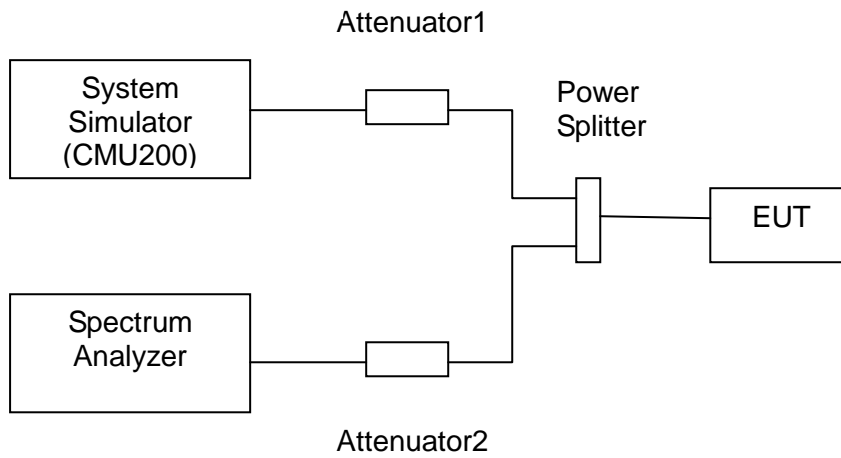 Attenuator1
System
Simulator
(CMU200)
Power
Splitter
EUT
Spectrum
Analyzer
Attenuator2